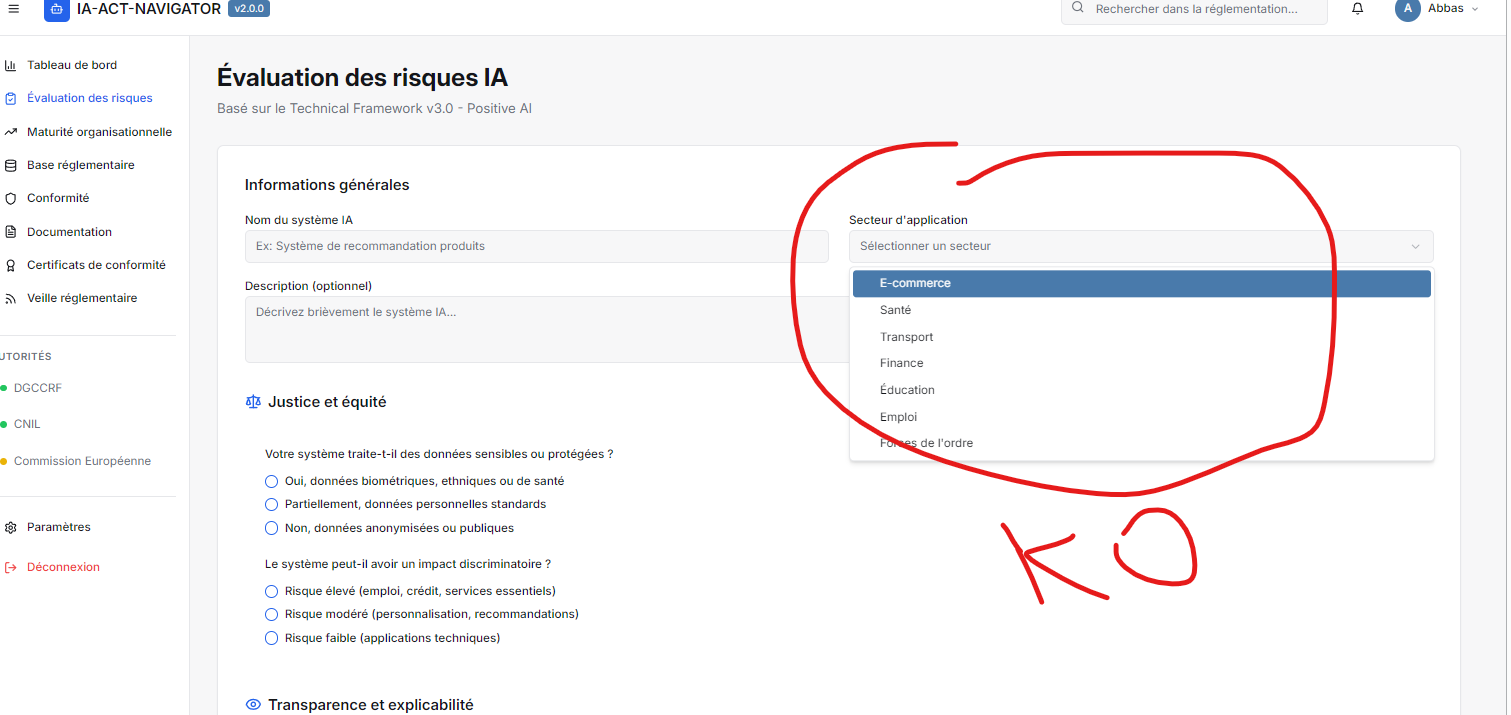 IA-ACT-NAVIGATOR v2.0.0
Rechercher dans la réglementation...
A Abbas
Tableau de bord
Évaluation des risques
Maturité organisationnelle
Base réglementaire
Conformité
Documentation
Certificats de conformité
Veille réglementaire
UTORITÉS
DGCCRF
CNIL
Commission Européenne
Paramètres
Déconnexion
Évaluation des risques IA
Basé sur le Technical Framework v3.0 - Positive AI
Informations générales
Nom du système IA
Ex: Système de recommandation produits
Secteur d'application
Sélectionner un secteur
E-commerce
Santé
Transport
Finance
Éducation
Emploi
Forces de l'ordre
Description (optionnel)
Décrivez brièvement le système IA...
Justice et équité
Votre système traite-t-il des données sensibles ou protégées ?
Oui, données biométriques, ethniques ou de santé
Partiellement, données personnelles standards
Non, données anonymisées ou publiques
Le système peut-il avoir un impact discriminatoire ?
Risque élevé (emploi, crédit, services essentiels)
Risque modéré (personnalisation, recommandations)
Risque faible (applications techniques)
KO
Transparence et explicabilité